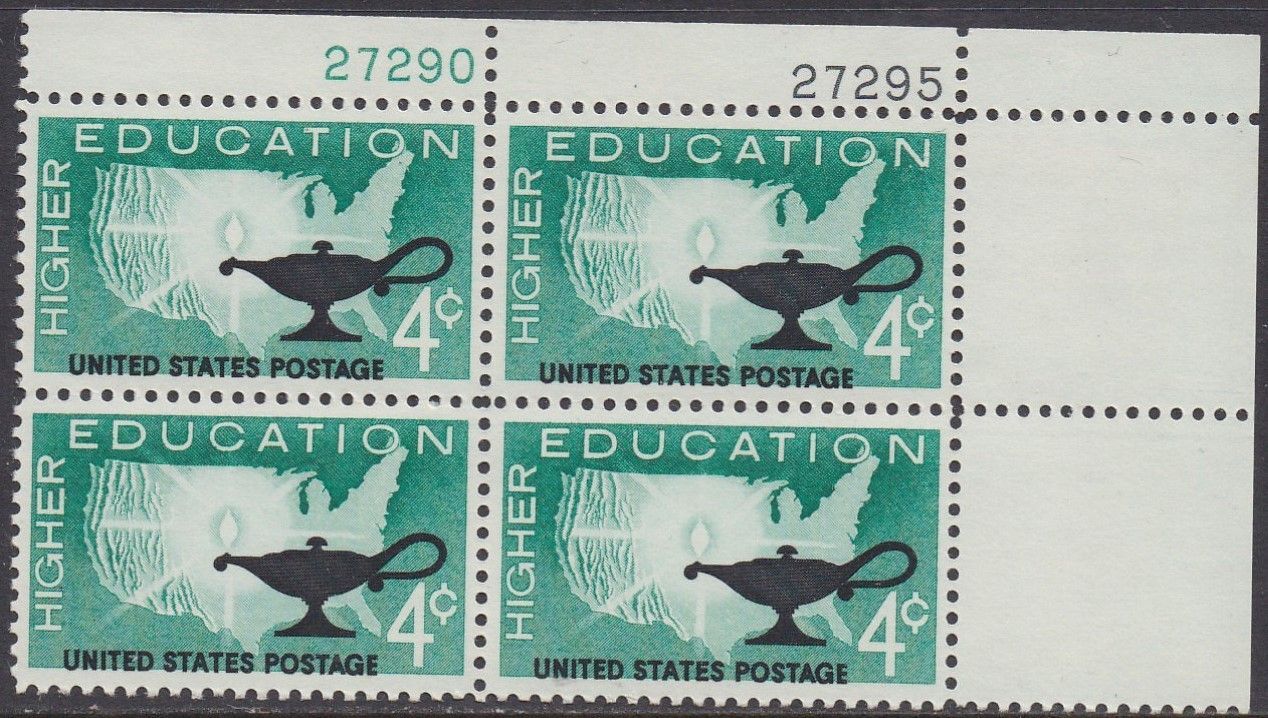 27290
27295
HIGHER EDUCATION
4¢
UNITED STATES POSTAGE
HIGHER EDUCATION
4¢
UNITED STATES POSTAGE
HIGHER EDUCATION
4¢
UNITED STATES POSTAGE
HIGHER EDUCATION
4¢
UNITED STATES POSTAGE